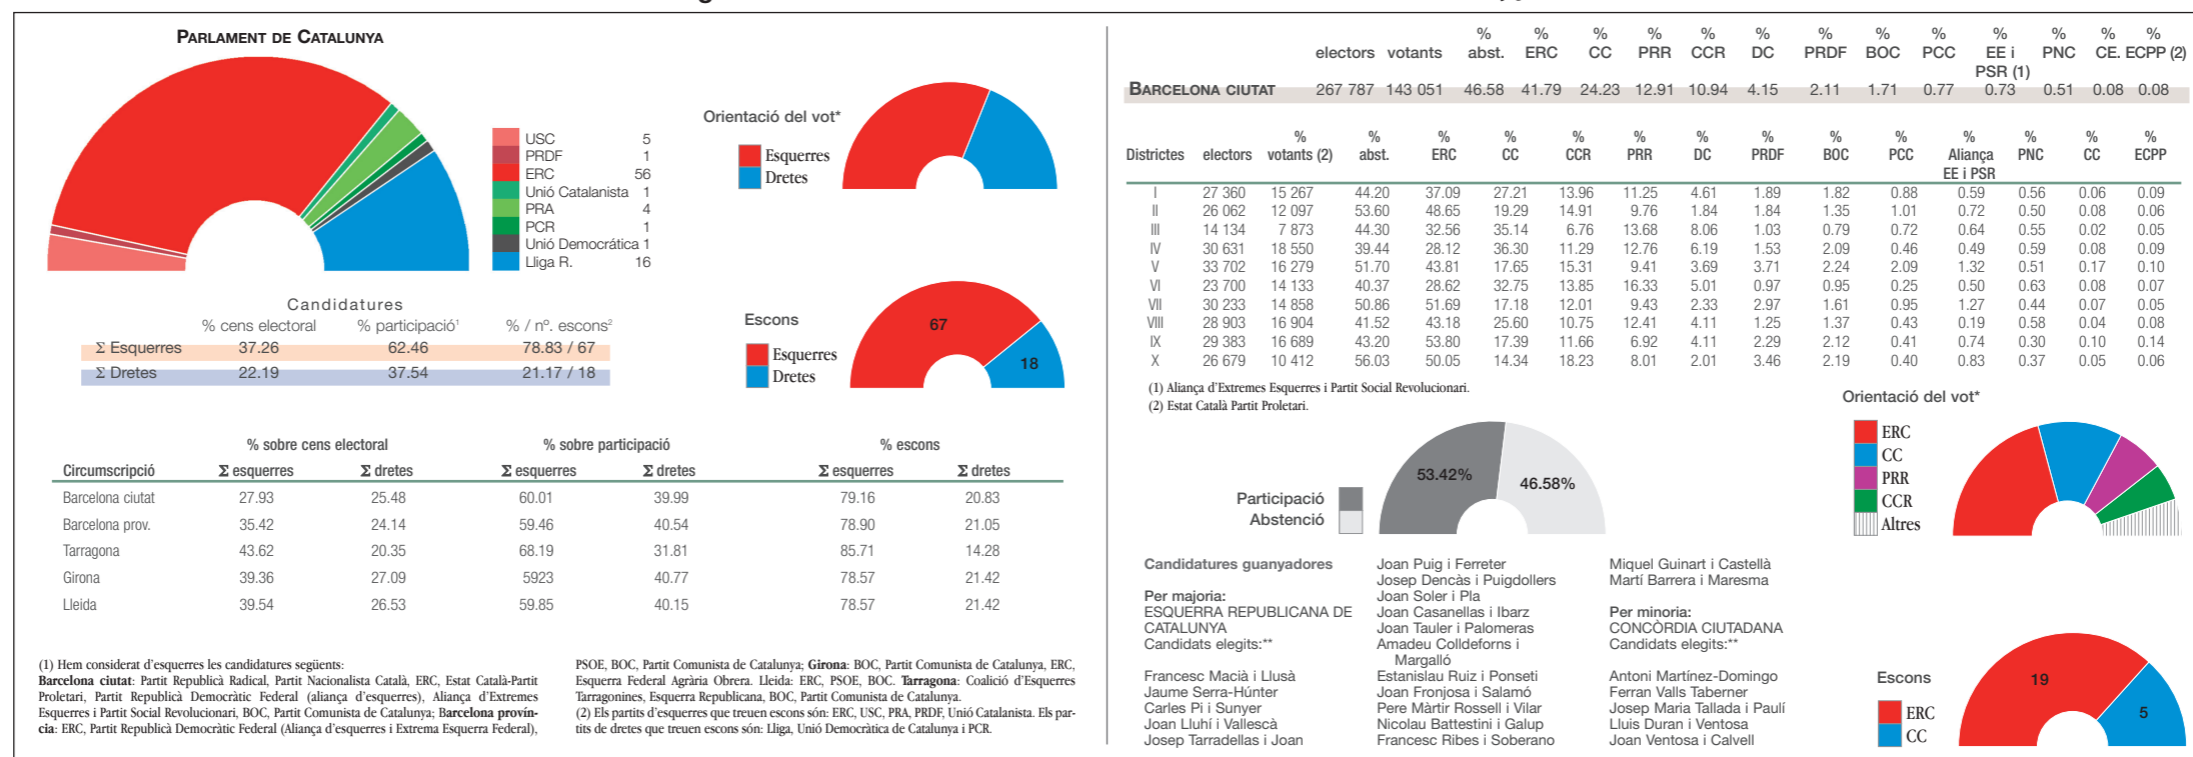 PARLAMENT DE CATALUNYA
USC 5
PRDF 1
ERC 56
Unió Catalanista 1
PRA 4
PCR 1
Unió Democrática 1
Lliga R. 16
Orientació del vot*
Esquerres
Dretes
Candidatures
% cens electoral % participació¹ % / nº. escons²
Σ Esquerres 37.26 62.46 78.83 / 67
Σ Dretes 22.19 37.54 21.17 / 18
Escons
Esquerres
Dretes
67
18
% sobre cens electoral % sobre participació % escons
Circumscripció Σ esquerres Σ dretes Σ esquerres Σ dretes Σ esquerres Σ dretes
Barcelona ciutat 27.93 25.48 60.01 39.99 79.16 20.83
Barcelona prov. 35.42 24.14 59.46 40.54 78.90 21.05
Tarragona 43.62 20.35 68.19 31.81 85.71 14.28
Girona 39.36 27.09 5923 40.77 78.57 21.42
Lleida 39.54 26.53 59.85 40.15 78.57 21.42
(1) Hem considerat d'esquerres les candidatures següents:
Barcelona ciutat: Partit Republicà Radical, Partit Nacionalista Català, ERC, Estat Català-Partit
Proletari, Partit Republicà Democràtic Federal (aliança d'esquerres), Aliança d'Extremes
Esquerres i Partit Social Revolucionari, BOC, Partit Comunista de Catalunya; Barcelona provín-
cia: ERC, Partit Republicà Democràtic Federal (Aliança d'esquerres i Extrema Esquerra Federal),
PSOE, BOC, Partit Comunista de Catalunya; Girona: BOC, Partit Comunista de Catalunya, ERC,
Esquerra Federal Agrària Obrera. Lleida: ERC, PSOE, BOC. Tarragona: Coalició d'Esquerres
Tarragonines, Esquerra Republicana, BOC, Partit Comunista de Catalunya.
(2) Els partits d'esquerres que treuen escons són: ERC, USC, PRA, PRDF, Unió Catalanista. Els par-
tits de dretes que treuen escons són: Lliga, Unió Democràtica de Catalunya i PCR.
% % % % % % % % % % % % %
electors votants abst. ERC CC PRR CCR DC PRDF BOC PCC EE i PNC CE. ECPP (2)
PSR (1)
BARCELONA CIUTAT 267 787 143 051 46.58 41.79 24.23 12.91 10.94 4.15 2.11 1.71 0.77 0.73 0.51 0.08 0.08
% % % % % % % % % % % % % %
Districtes electors votants (2) abst. ERC CC CCR PRR DC PRDF BOC PCC Aliança PNC CC ECPP
EE i PSR
I 27 360 15 267 44.20 37.09 27.21 13.96 11.25 4.61 1.89 1.82 0.88 0.59 0.56 0.06 0.09
II 26 062 12 097 53.60 48.65 19.29 14.91 9.76 1.84 1.84 1.35 1.01 0.72 0.50 0.08 0.06
III 14 134 7 873 44.30 32.56 35.14 6.76 13.68 8.06 1.03 0.79 0.72 0.64 0.55 0.02 0.05
IV 30 631 18 550 39.44 28.12 36.30 11.29 12.76 6.19 1.53 2.09 0.46 0.49 0.59 0.08 0.09
V 33 702 16 279 51.70 43.81 17.65 15.31 9.41 3.69 3.71 2.24 2.09 1.32 0.51 0.17 0.10
VI 23 700 14 133 40.37 28.62 32.75 13.85 16.33 5.01 0.97 0.95 0.25 0.50 0.63 0.08 0.07
VII 30 233 14 858 50.86 51.69 17.18 12.01 9.43 2.33 2.97 1.61 0.95 1.27 0.44 0.07 0.05
VIII 28 903 16 904 41.52 43.18 25.60 10.75 12.41 4.11 1.25 1.37 0.43 0.19 0.58 0.04 0.08
IX 29 383 16 689 43.20 53.80 17.39 11.66 6.92 4.11 2.29 2.12 0.41 0.74 0.30 0.10 0.14
X 26 679 10 412 56.03 50.05 14.34 18.23 8.01 2.01 3.46 2.19 0.40 0.83 0.37 0.05 0.06
(1) Aliança d'Extremes Esquerres i Partit Social Revolucionari.
(2) Estat Català Partit Proletari.
Participació
Abstenció
53.42%
46.58%
Orientació del vot*
ERC
CC
PRR
CCR
Altres
Candidatures guanyadores
Per majoria:
ESQUERRA REPUBLICANA DE
CATALUNYA
Candidats elegits:**
Francesc Macià i Llusà
Jaume Serra-Húnter
Carles Pi i Sunyer
Joan Lluhí i Vallescà
Josep Tarradellas i Joan
Joan Puig i Ferreter
Josep Dencàs i Puigdollers
Joan Soler i Pla
Joan Casanellas i Ibarz
Joan Tauler i Palomeras
Amadeu Colldeforns i
Margalló
Estanislau Ruiz i Ponseti
Joan Fronjosa i Salamó
Pere Màrtir Rossell i Vilar
Nicolau Battestini i Galup
Francesc Ribes i Soberano
Miquel Guinart i Castellà
Martí Barrera i Maresma
Per minoria:
CONCÒRDIA CIUTADANA
Candidats elegits:**
Antoni Martínez-Domingo
Ferran Valls Taberner
Josep Maria Tallada i Paulí
Lluis Duran i Ventosa
Joan Ventosa i Calvell
Escons
ERC
CC
19
5